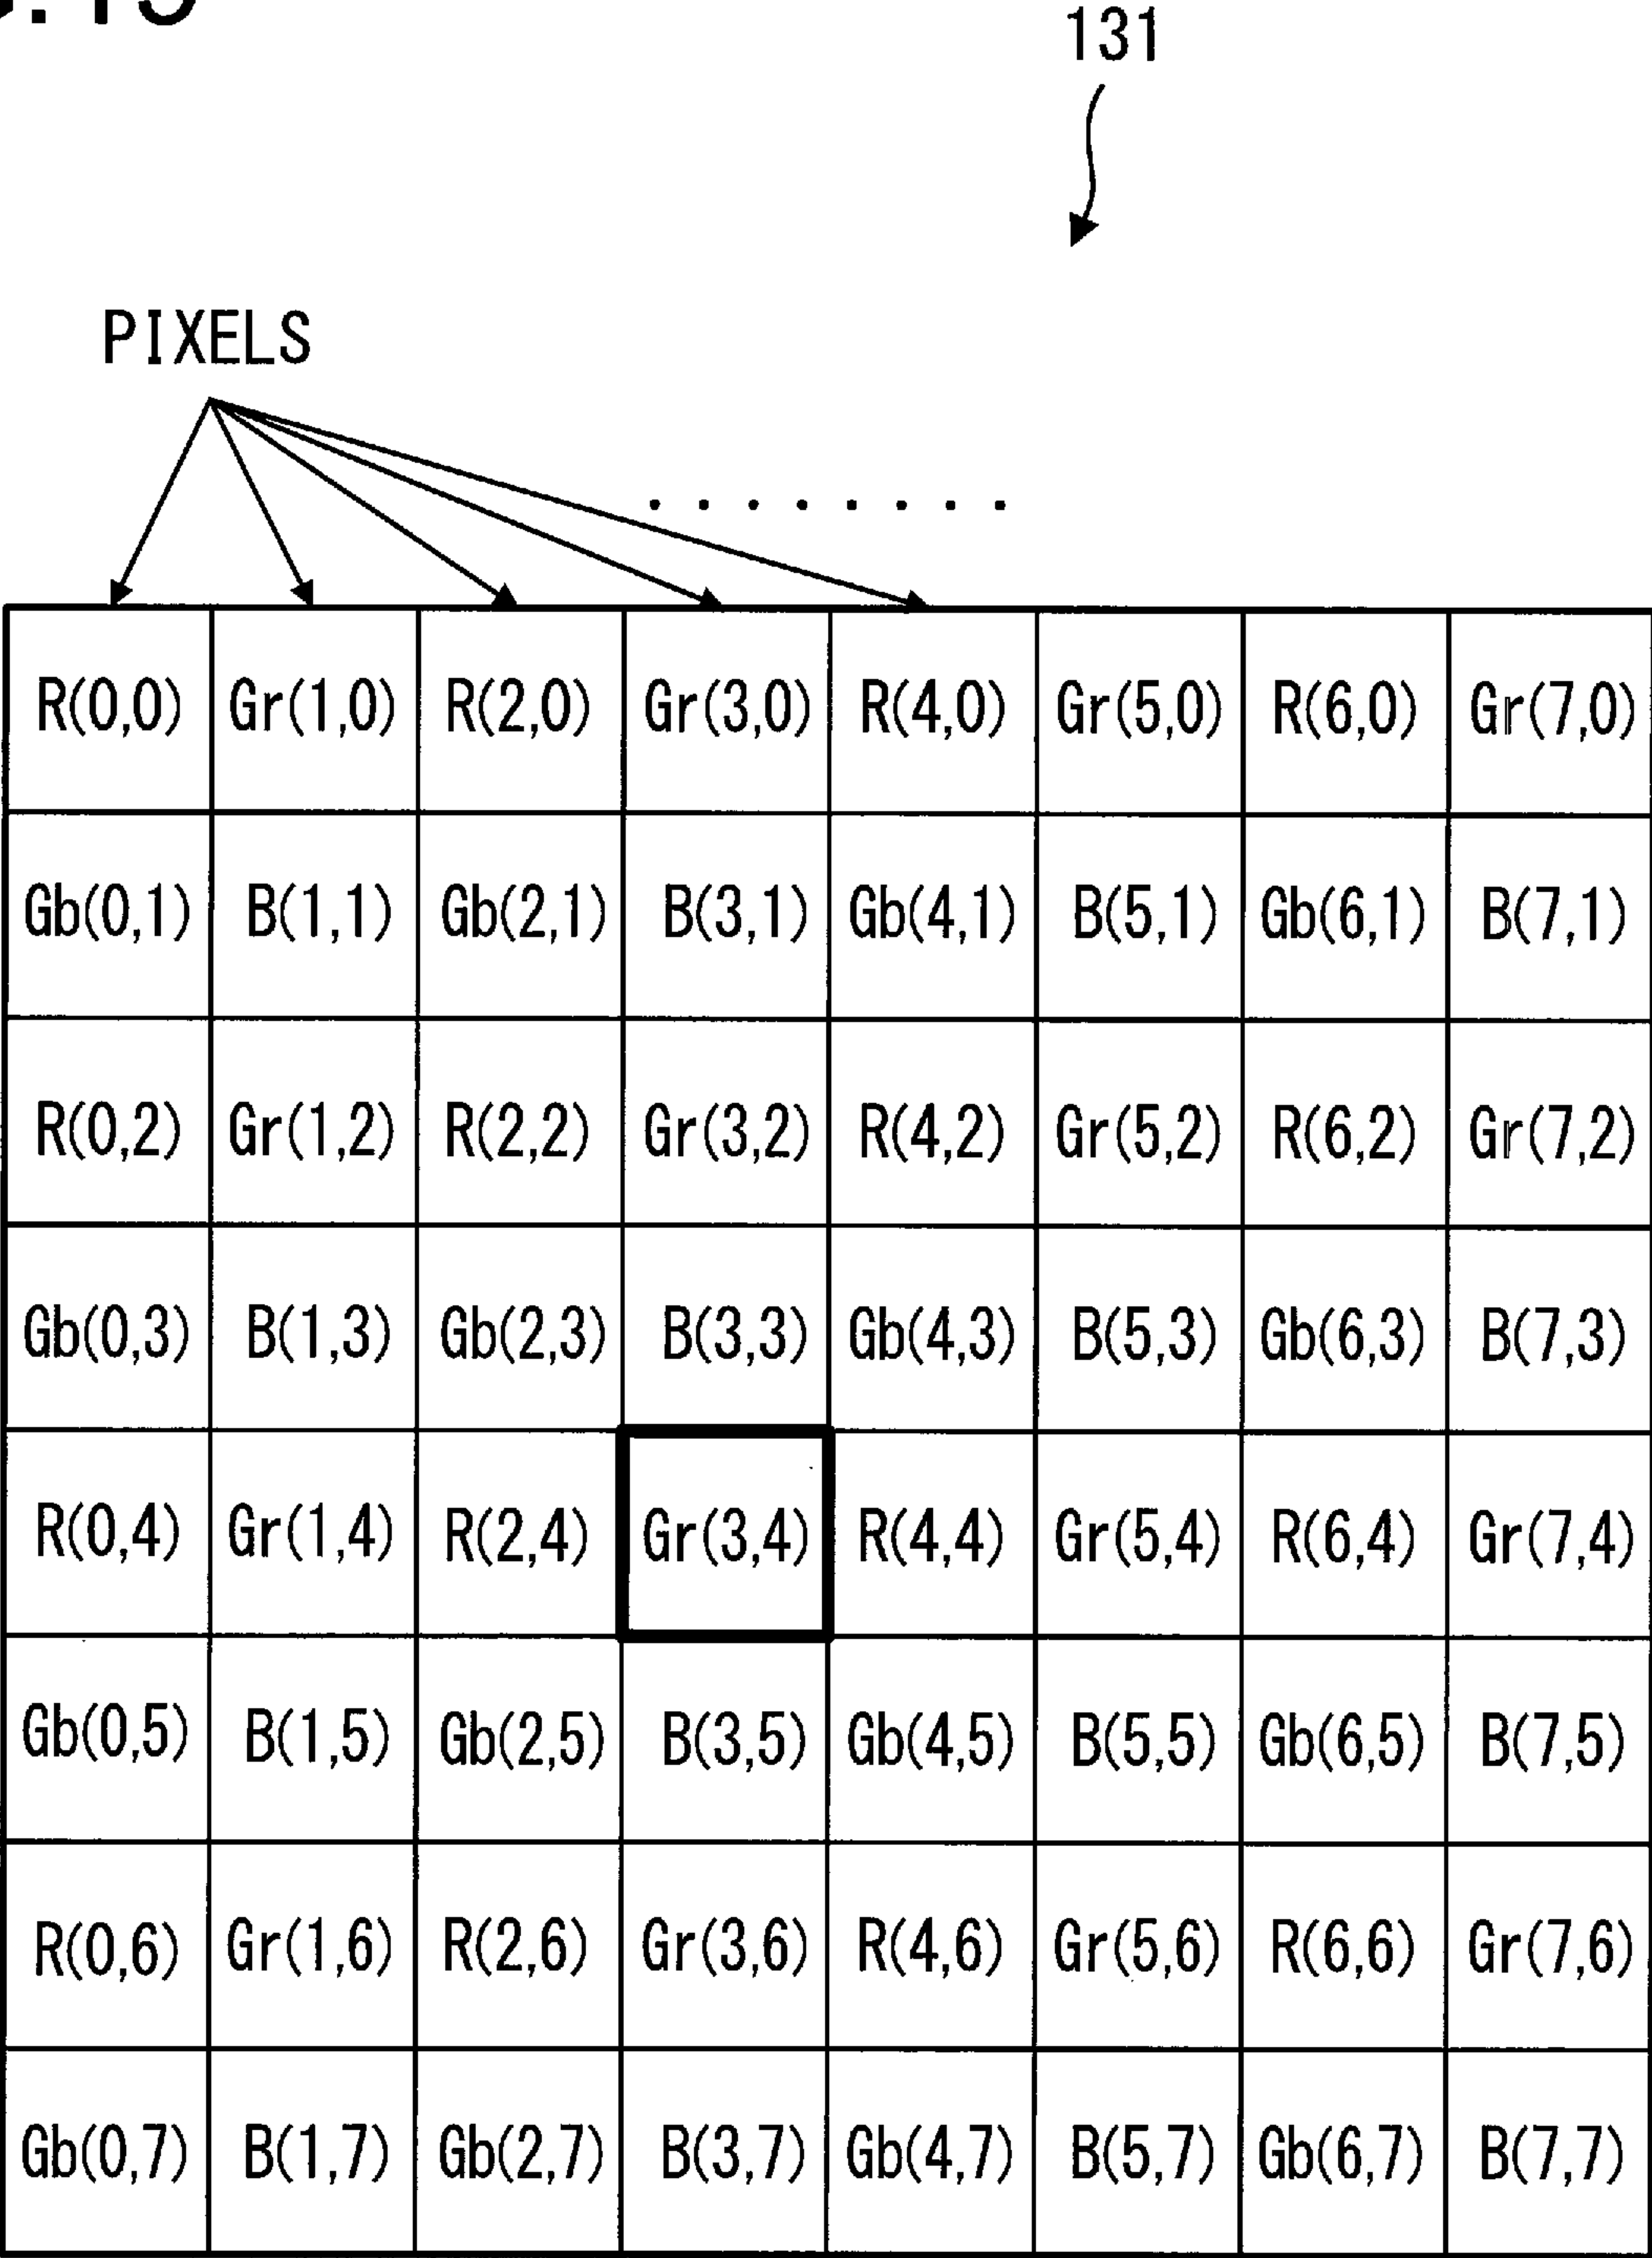 131
PIXELS
R(0,0) Gr(1,0) R(2,0) Gr(3,0) R(4,0) Gr(5,0) R(6,0) Gr(7,0)
Gb(0,1) B(1,1) Gb(2,1) B(3,1) Gb(4,1) B(5,1) Gb(6,1) B(7,1)
R(0,2) Gr(1,2) R(2,2) Gr(3,2) R(4,2) Gr(5,2) R(6,2) Gr(7,2)
Gb(0,3) B(1,3) Gb(2,3) B(3,3) Gb(4,3) B(5,3) Gb(6,3) B(7,3)
R(0,4) Gr(1,4) R(2,4) Gr(3,4) R(4,4) Gr(5,4) R(6,4) Gr(7,4)
Gb(0,5) B(1,5) Gb(2,5) B(3,5) Gb(4,5) B(5,5) Gb(6,5) B(7,5)
R(0,6) Gr(1,6) R(2,6) Gr(3,6) R(4,6) Gr(5,6) R(6,6) Gr(7,6)
Gb(0,7) B(1,7) Gb(2,7) B(3,7) Gb(4,7) B(5,7) Gb(6,7) B(7,7)